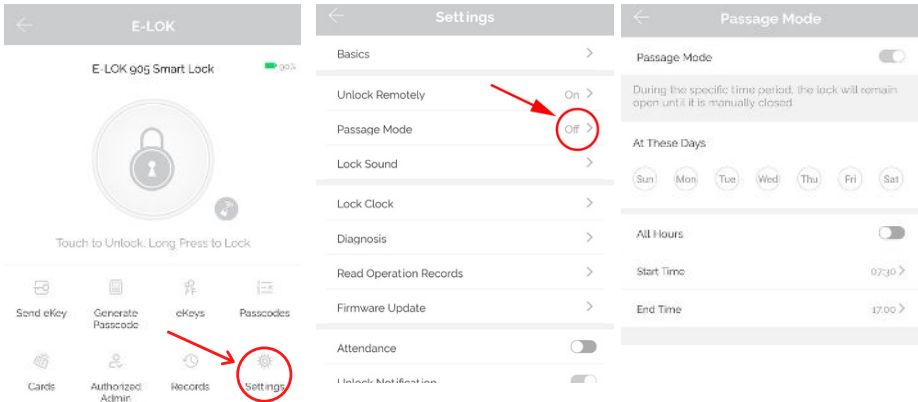 E-LOK
E-LOK 905 Smart Lock
90%
Touch to Unlock, Long Press to Lock
Send eKey
Generate
Passcode
eKeys
Passcodes
Cards
Authorized
Admin
Records
Settings
Settings
Basics
Unlock Remotely On
Passage Mode Off
Lock Sound
Lock Clock
Diagnosis
Read Operation Records
Firmware Update
Attendance
Unlock Notification
Passage Mode
Passage Mode
During the specific time period, the lock will remain
open until it is manually closed
At These Days
Sun Mon Tue Wed Thu Fri Sat
All Hours
Start Time 07:30
End Time 17:00